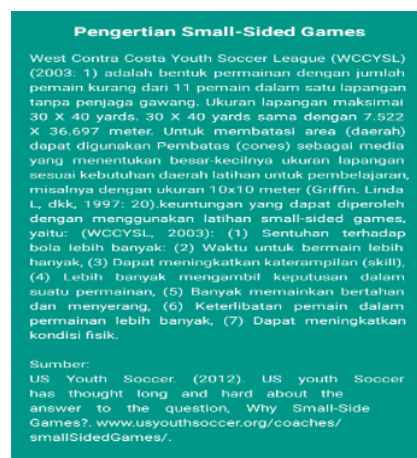 Pengertian Small-Sided Games
West Contra Costa Youth Soccer League (WCCYSL)
(2003: 1) adalah bentuk permainan dengan jumlah
pemain kurang dari 11 pemain dalam satu lapangan
tanpa penjaga gawang. Ukuran lapangan maksimai
30 X 40 yards. 30 X 40 yards sama dengan 7.522
X 36.697 meter. Untuk membatasi area (daerah)
dapat digunakan Pembatas (cones) sebagai media
yang menentukan besar-kecilnya ukuran lapangan
sesuai kebutuhan daerah latihan untuk pembelajaran,
misalnya dengan ukuran 10x10 meter (Griffin. Linda
L, dkk, 1997: 20).keuntungan yang dapat diperoleh
dengan menggunakan latihan small-sided games,
yaitu: (WCCYSL, 2003): (1) Sentuhan terhadap
bola lebih banyak: (2) Waktu untuk bermain lebih
hanyak, (3) Dapat meningkatkan katerampilan (skill),
(4) Lebih banyak mengambil keputusan dalam
suatu permainan, (5) Banyak memainkan bertahan
dan menyerang, (6) Keterlibatan pemain dalam
permainan lebih banyak, (7) Dapat meningkatkan
kondisi fisik.
Sumber:
US Youth Soccer. (2012). US youth Soccer
has thought long and hard about the
answer to the question, Why Small-Side
Games?. www.usyouthsoccer.org/coaches/
smallSidedGames/.